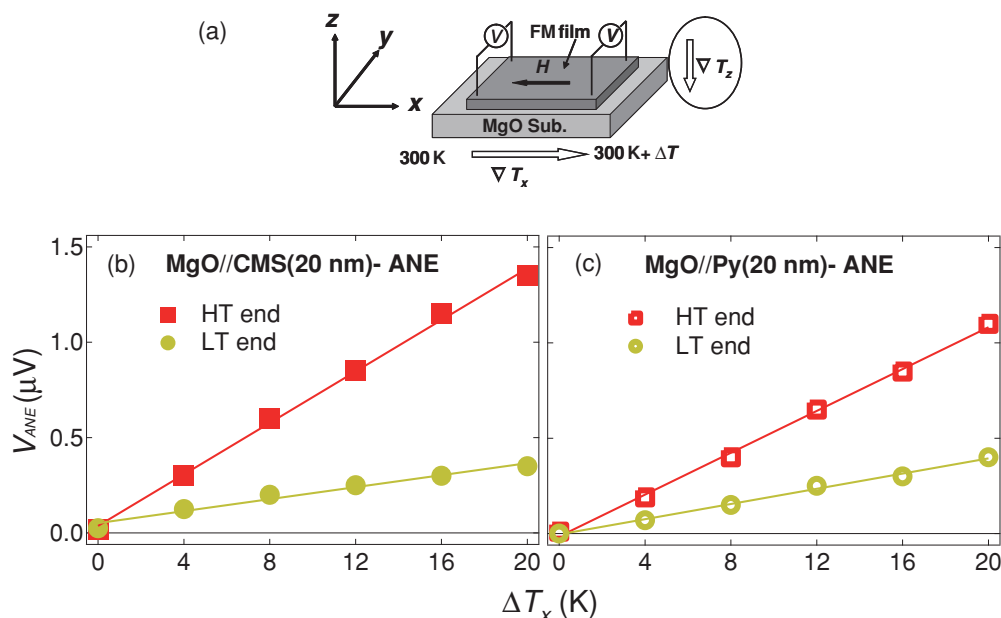 (a)
z
y
x
V
FM film
V
H
∇ T_z
MgO Sub.
300 K
300 K+ ΔT
∇ T_x
(b) MgO//CMS(20 nm)- ANE
HT end
LT end
V_ANE (μV)
1.5
1.0
0.5
0.0
0 4 8 12 16 20
(c) MgO//Py(20 nm)- ANE
HT end
LT end
0 4 8 12 16 20
ΔT_x (K)